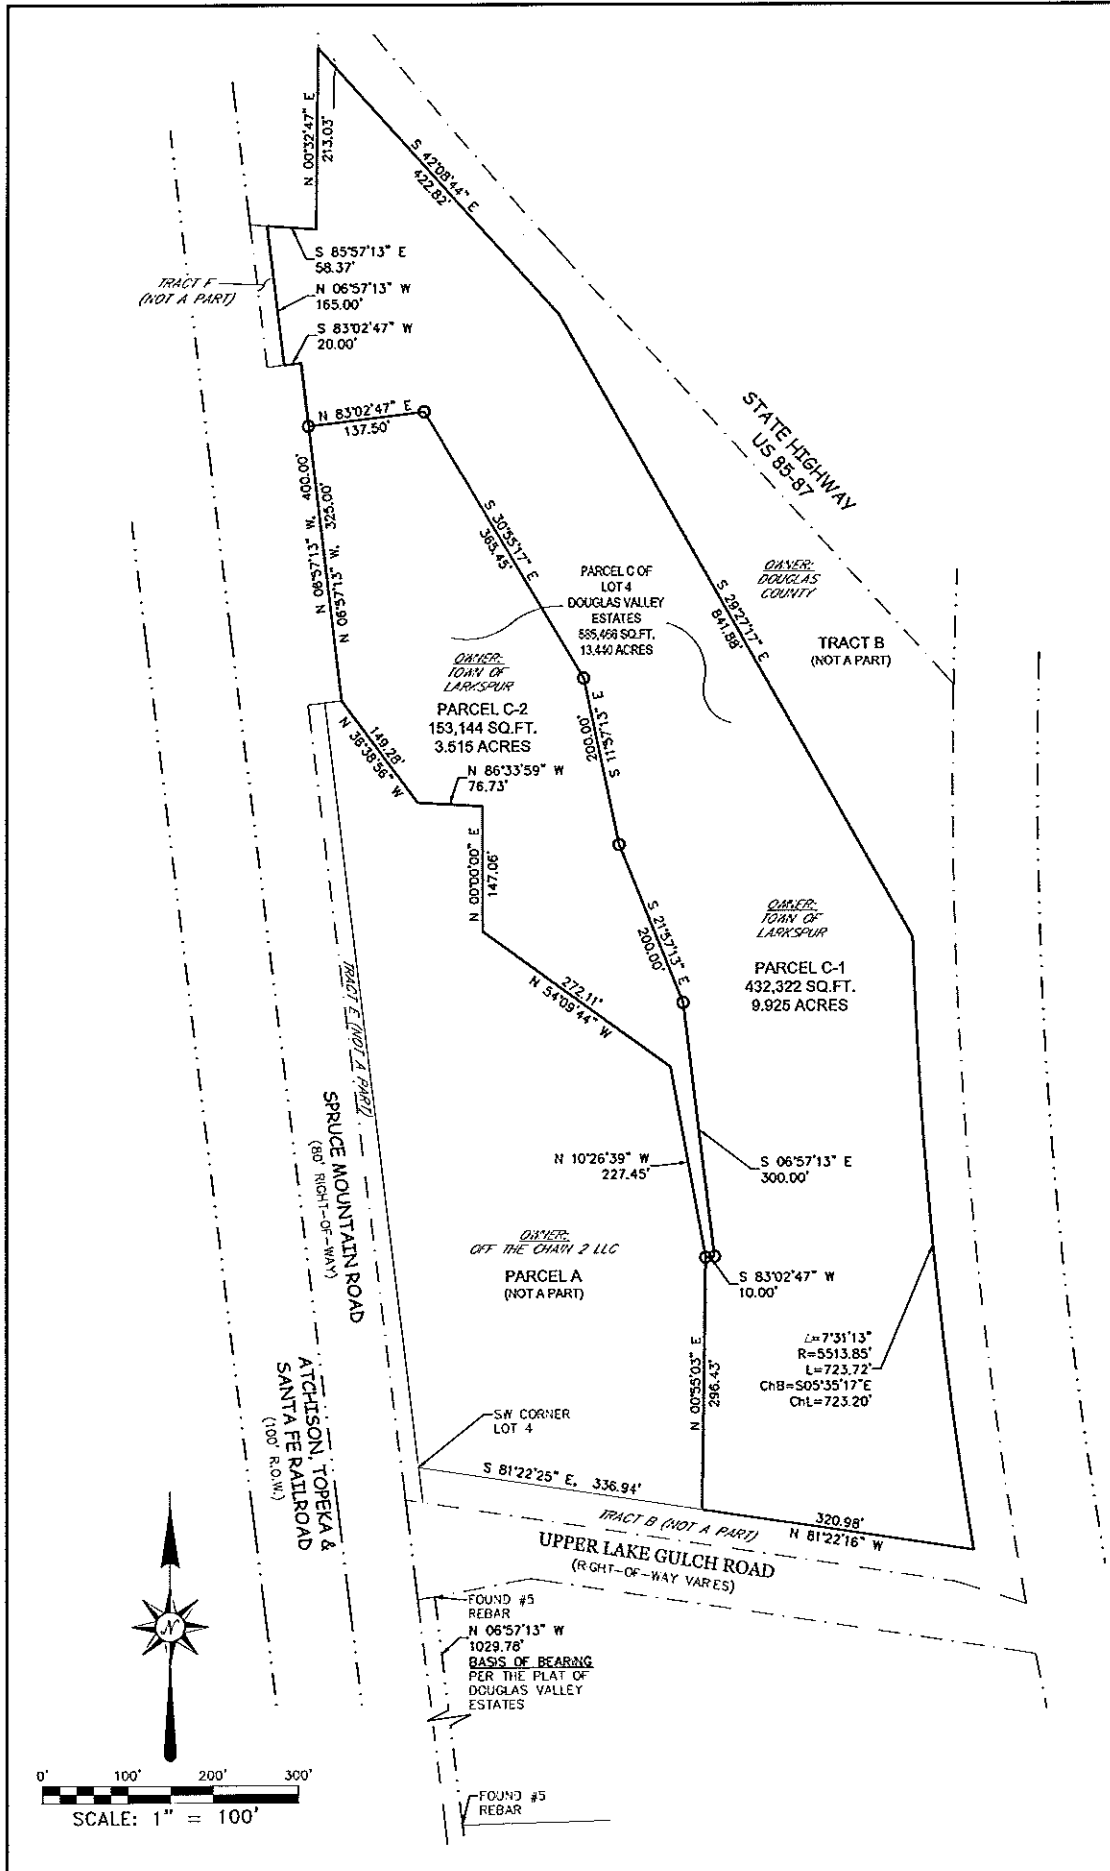 N 00°32'47" E
213.03'
S 42°08'44" E
422.82'
S 85°57'13" E
58.37'
TRACT F
(NOT A PART)
N 06°57'13" W
165.00'
S 83°02'47" W
20.00'
N 83°02'47" E
137.50'
STATE HIGHWAY
US 85-87
N 06°57'13" W, 400.00'
N 06°57'13" W, 325.00'
S 30°55'17" E
365.45'
PARCEL C OF
LOT 4
DOUGLAS VALLEY
ESTATES
585,466 SQ.FT.
13.440 ACRES
S 29°27'17" E
841.88'
OWNER:
DOUGLAS
COUNTY
TRACT B
(NOT A PART)
OWNER:
TOWN OF
LARKSPUR
PARCEL C-2
153,144 SQ.FT.
3.515 ACRES
S 11°57'13" E
200.00'
149.28'
N 38°38'56" W
N 86°33'59" W
76.73'
N 00°00'00" E
147.06'
S 21°57'13" E
200.00'
OWNER:
TOWN OF
LARKSPUR
PARCEL C-1
432,322 SQ.FT.
9.925 ACRES
272.11'
N 54°09'44" W
TRACT E (NOT A PART)
SPRUCE MOUNTAIN ROAD
(80' RIGHT-OF-WAY)
N 10°26'39" W
227.45'
S 06°57'13" E
300.00'
OWNER:
OFF THE CHAIN 2 LLC
PARCEL A
(NOT A PART)
S 83°02'47" W
10.00'
Δ=7°31'13"
R=5513.85'
L=723.72'
ChB=S05°35'17"E
ChL=723.20'
N 00°55'03" E
296.43'
ATCHISON, TOPEKA &
SANTA FE RAILROAD
(100' R.O.W.)
SW CORNER
LOT 4
S 81°22'25" E, 336.94'
TRACT B (NOT A PART)
320.98'
N 81°22'16" W
UPPER LAKE GULCH ROAD
(RIGHT-OF-WAY VARIES)
FOUND #5
REBAR
N 06°57'13" W
1029.78'
BASIS OF BEARING
PER THE PLAT OF
DOUGLAS VALLEY
ESTATES
N
0' 100' 200' 300'
SCALE: 1" = 100'
FOUND #5
REBAR